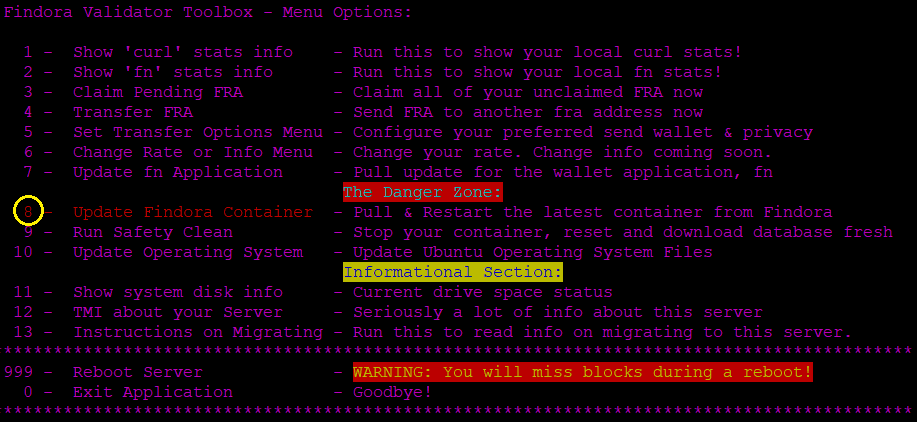 Findora Validator Toolbox - Menu Options:
1 - Show 'curl' stats info - Run this to show your local curl stats!
2 - Show 'fn' stats info - Run this to show your local fn stats!
3 - Claim Pending FRA - Claim all of your unclaimed FRA now
4 - Transfer FRA - Send FRA to another fra address now
5 - Set Transfer Options Menu - Configure your preferred send wallet & privacy
6 - Change Rate or Info Menu - Change your rate. Change info coming soon.
7 - Update fn Application - Pull update for the wallet application, fn
The Danger Zone:
8 - Update Findora Container - Pull & Restart the latest container from Findora
9 - Run Safety Clean - Stop your container, reset and download database fresh
10 - Update Operating System - Update Ubuntu Operating System Files
Informational Section:
11 - Show system disk info - Current drive space status
12 - TMI about your Server - Seriously a lot of info about this server
13 - Instructions on Migrating - Run this to read info on migrating to this server.
*******************************************************************************************
999 - Reboot Server - WARNING: You will miss blocks during a reboot!
0 - Exit Application - Goodbye!
*******************************************************************************************